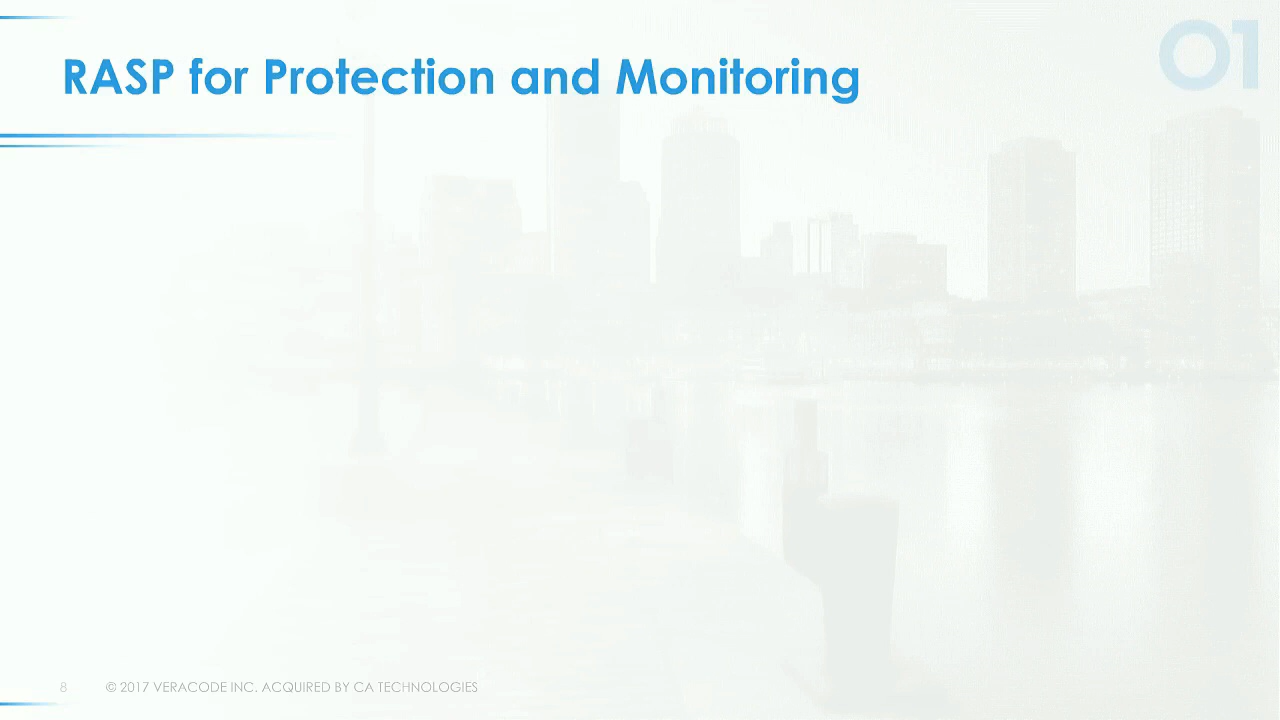 RASP for Protection and Monitoring
01
8 © 2017 VERACODE INC. ACQUIRED BY CA TECHNOLOGIES